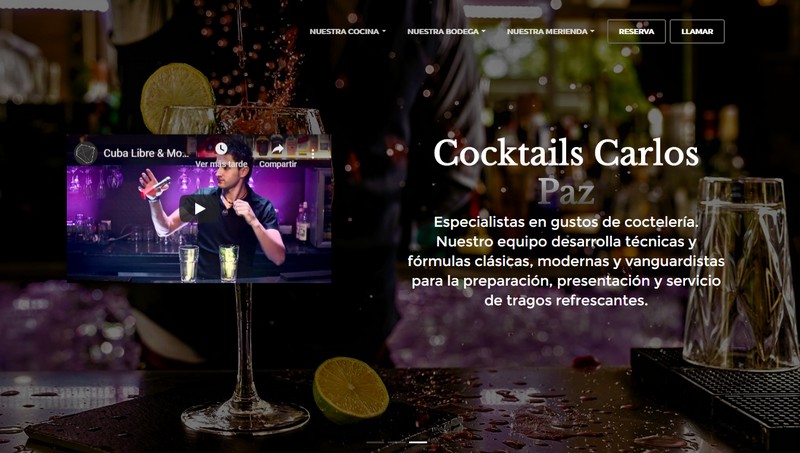 NUESTRA COCINA
NUESTRA BODEGA
NUESTRA MERIENDA
RESERVA
LLAMAR
Cuba Libre & Mo...
Ver más tarde
Compartir
Cocktails Carlos
Paz
Especialistas en gustos de coctelería.
Nuestro equipo desarrolla técnicas y
fórmulas clásicas, modernas y vanguardistas
para la preparación, presentación y servicio
de tragos refrescantes.